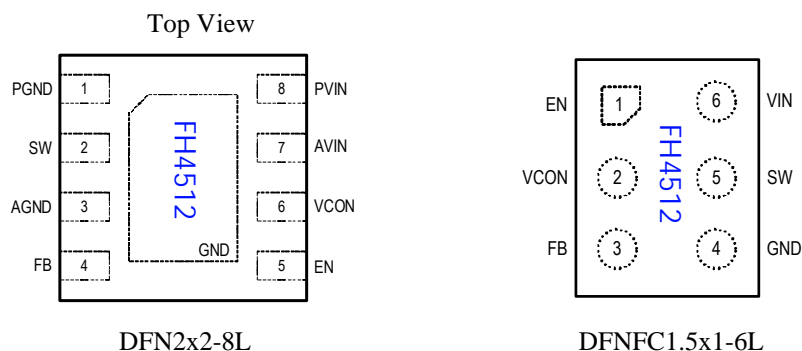 Top View
PGND 1 8 PVIN
SW 2 7 AVIN
AGND 3 6 VCON
FB 4 5 EN
FH4512
GND
DFN2x2-8L
EN 1 6 VIN
VCON 2 5 SW
FB 3 4 GND
FH4512
DFNFC1.5x1-6L